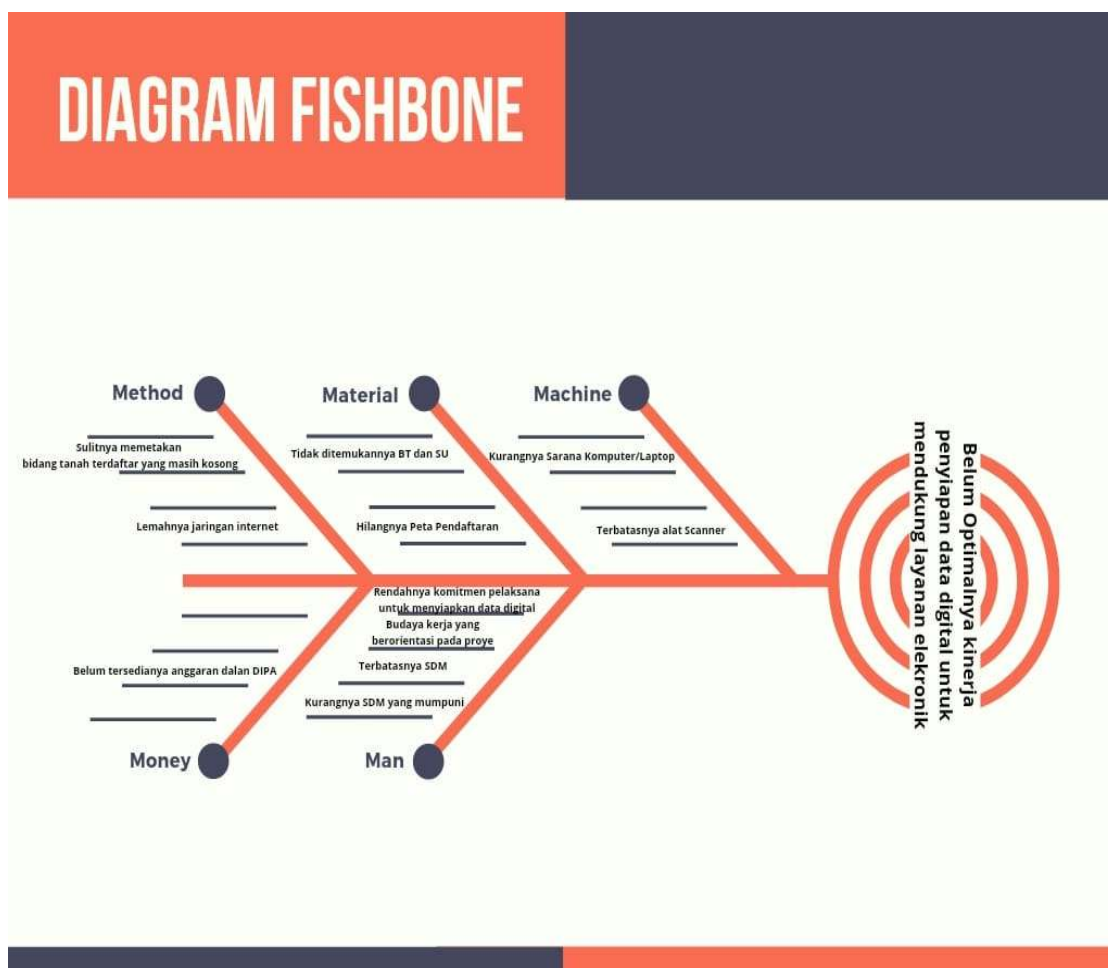 DIAGRAM FISHBONE
Method
Material
Machine
Sulitnya memetakan
bidang tanah terdaftar yang masih kosong
Tidak ditemukannya BT dan SU
Kurangnya Sarana Komputer/Laptop
Lemahnya jaringan internet
Hilangnya Peta Pendaftaran
Terbatasnya alat Scanner
Belum Optimalnya kinerja
penyiapan data digital untuk
mendukung layanan elekronik
Rendahnya komitmen pelaksana
untuk menyiapkan data digital
Budaya kerja yang
berorientasi pada proye
Belum tersedianya anggaran dalan DIPA
Terbatasnya SDM
Kurangnya SDM yang mumpuni
Money
Man